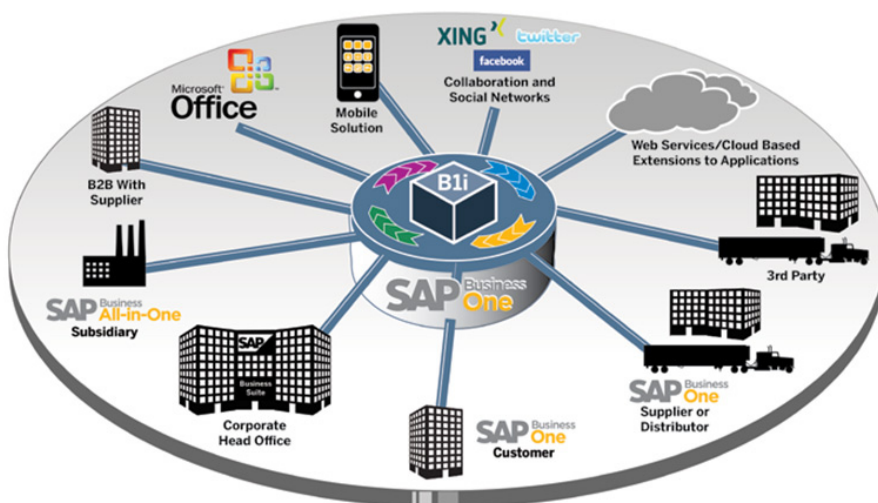 XING
twitter
facebook
Collaboration and
Social Networks
Microsoft®
Office
Mobile
Solution
Web Services/Cloud Based
Extensions to Applications
B2B With
Supplier
B1i
3rd Party
SAP Business
All-in-One
Subsidiary
SAP Business
One
SAP
Business
Suite
Corporate
Head Office
SAP Business
One
Customer
SAP Business
One
Supplier or
Distributor